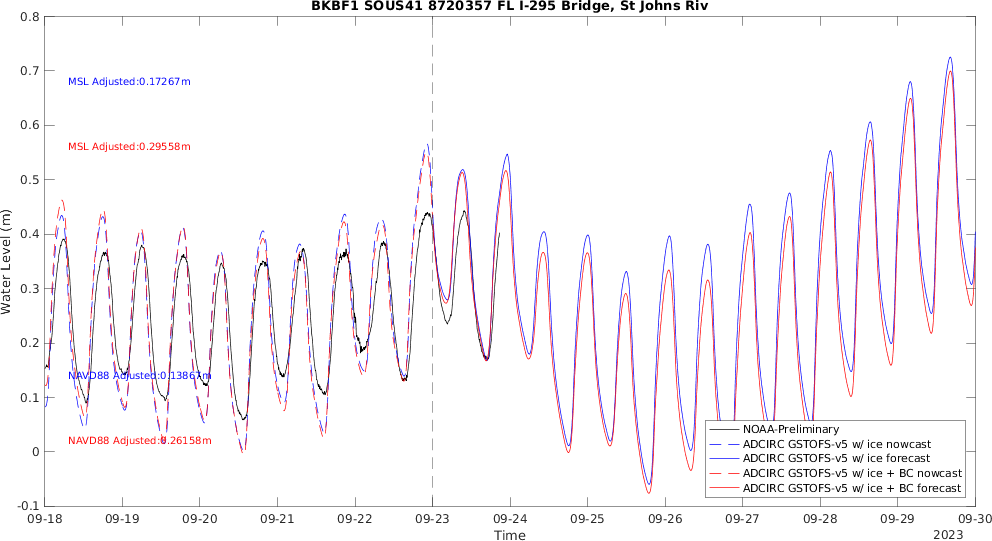 BKBF1 SOUS41 8720357 FL I-295 Bridge, St Johns Riv
0.8
0.7
0.6
0.5
0.4
0.3
0.2
0.1
0
-0.1
Water Level (m)
MSL Adjusted:0.17267m
MSL Adjusted:0.29558m
NAVD88 Adjusted:0.13867m
NAVD88 Adjusted:0.26158m
NOAA-Preliminary
ADCIRC GSTOFS-v5 w/ ice nowcast
ADCIRC GSTOFS-v5 w/ ice forecast
ADCIRC GSTOFS-v5 w/ ice + BC nowcast
ADCIRC GSTOFS-v5 w/ ice + BC forecast
09-18 09-19 09-20 09-21 09-22 09-23 09-24 09-25 09-26 09-27 09-28 09-29 09-30
Time
2023